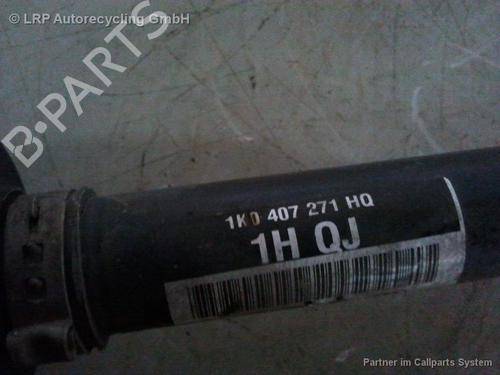 © LRP Autorecycling GmbH
B-PARTS
1K0 407 271 HQ
1H QJ
Partner im Callparts System